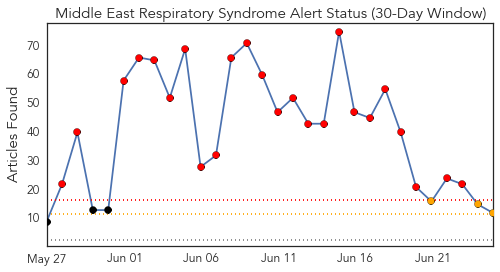 Middle East Respiratory Syndrome Alert Status (30-Day Window)
Articles Found
70
60
50
40
30
20
10
May 27 Jun 01 Jun 06 Jun 11 Jun 16 Jun 21